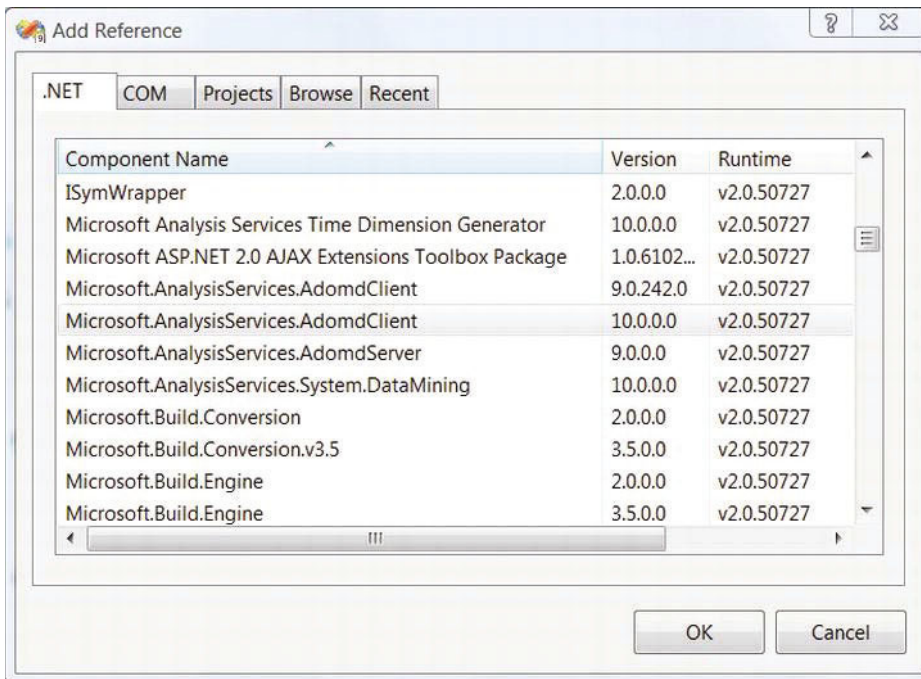 Add Reference
.NET COM Projects Browse Recent
Component Name Version Runtime
ISymWrapper 2.0.0.0 v2.0.50727
Microsoft Analysis Services Time Dimension Generator 10.0.0.0 v2.0.50727
Microsoft ASP.NET 2.0 AJAX Extensions Toolbox Package 1.0.6102... v2.0.50727
Microsoft.AnalysisServices.AdomdClient 9.0.242.0 v2.0.50727
Microsoft.AnalysisServices.AdomdClient 10.0.0.0 v2.0.50727
Microsoft.AnalysisServices.AdomdServer 9.0.0.0 v2.0.50727
Microsoft.AnalysisServices.System.DataMining 10.0.0.0 v2.0.50727
Microsoft.Build.Conversion 2.0.0.0 v2.0.50727
Microsoft.Build.Conversion.v3.5 3.5.0.0 v2.0.50727
Microsoft.Build.Engine 2.0.0.0 v2.0.50727
Microsoft.Build.Engine 3.5.0.0 v2.0.50727
OK Cancel